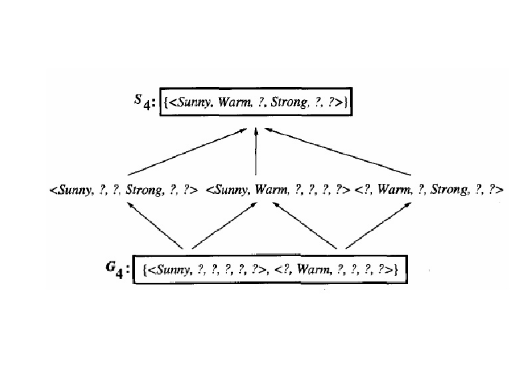 S4: {<Sunny, Warm, ?, Strong, ?, ?>}
<Sunny, ?, ?, Strong, ?, ?> <Sunny, Warm, ?, ?, ?, ?> <?, Warm, ?, Strong, ?, ?>
G4: {<Sunny, ?, ?, ?, ?, ?>, <?, Warm, ?, ?, ?, ?>}